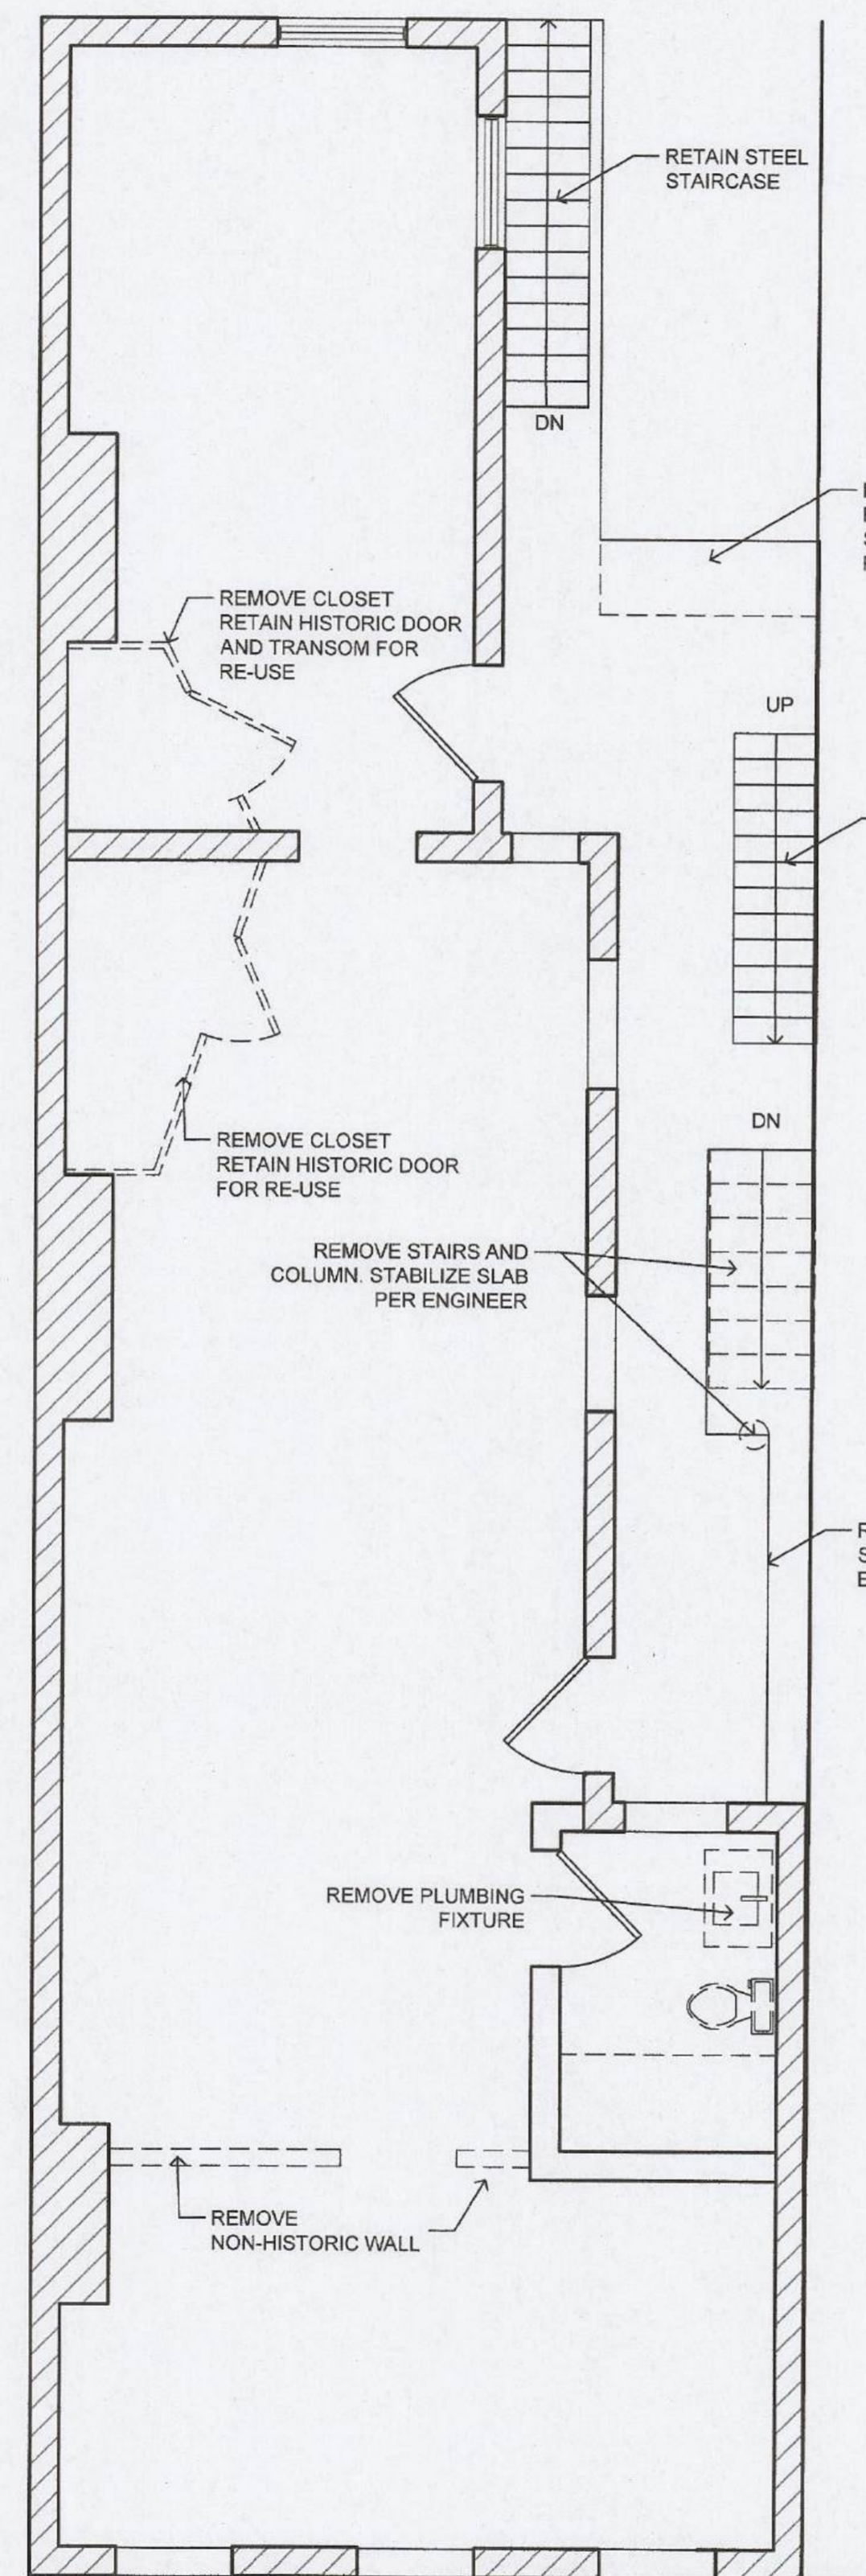 RETAIN STEEL
STAIRCASE
DN
REMOVE CLOSET
RETAIN HISTORIC DOOR
AND TRANSOM FOR
RE-USE
UP
REMOVE CLOSET
RETAIN HISTORIC DOOR
FOR RE-USE
DN
REMOVE STAIRS AND
COLUMN. STABILIZE SLAB
PER ENGINEER
REMOVE PLUMBING
FIXTURE
REMOVE
NON-HISTORIC WALL